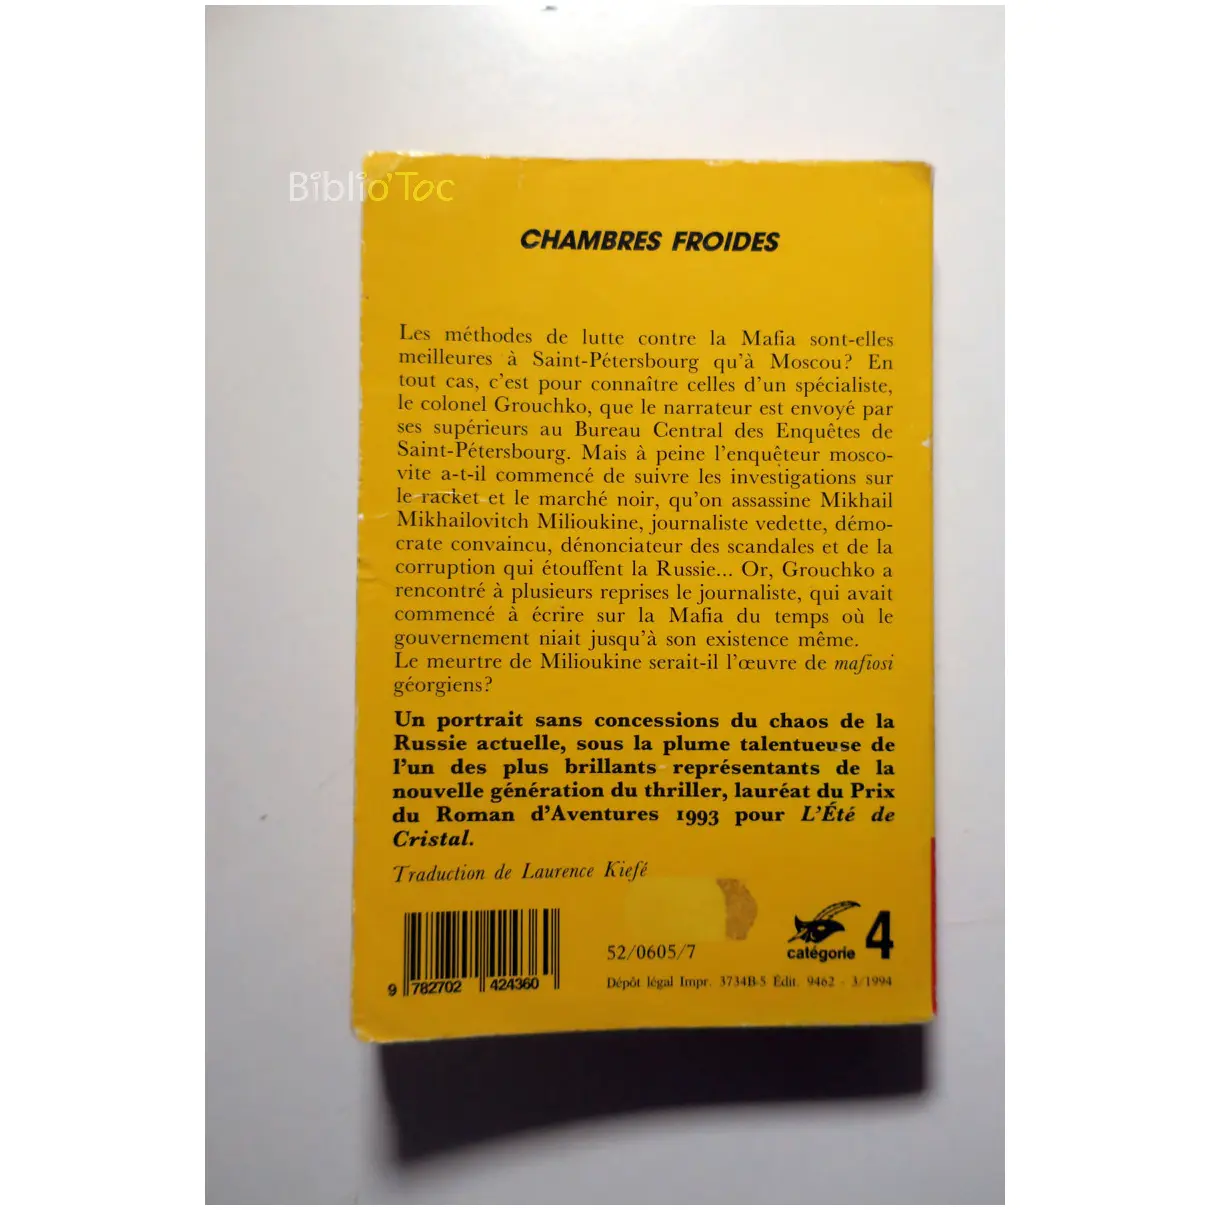 Biblio'Toc
CHAMBRES FROIDES
Les méthodes de lutte contre la Mafia sont-elles
meilleures à Saint-Pétersbourg qu'à Moscou? En
tout cas, c'est pour connaître celles d'un spécialiste,
le colonel Grouchko, que le narrateur est envoyé par
ses supérieurs au Bureau Central des Enquêtes de
Saint-Pétersbourg. Mais à peine l'enquêteur mosco-
vite a-t-il commencé de suivre les investigations sur
le racket et le marché noir, qu'on assassine Mikhail
Mikhailovitch Milioukine, journaliste vedette, démo-
crate convaincu, dénonciateur des scandales et de la
corruption qui étouffent la Russie... Or, Grouchko a
rencontré à plusieurs reprises le journaliste, qui avait
commencé à écrire sur la Mafia du temps où le
gouvernement niait jusqu'à son existence même.
Le meurtre de Milioukine serait-il l'œuvre de mafiosi
géorgiens?
Un portrait sans concessions du chaos de la
Russie actuelle, sous la plume talentueuse de
l'un des plus brillants représentants de la
nouvelle génération du thriller, lauréat du Prix
du Roman d'Aventures 1993 pour L'Été de
Cristal.
Traduction de Laurence Kiefé
52/0605/7
catégorie 4
9 782702 424360
Dépôt légal Impr. 3734B-5 Édit. 9462 - 3/1994